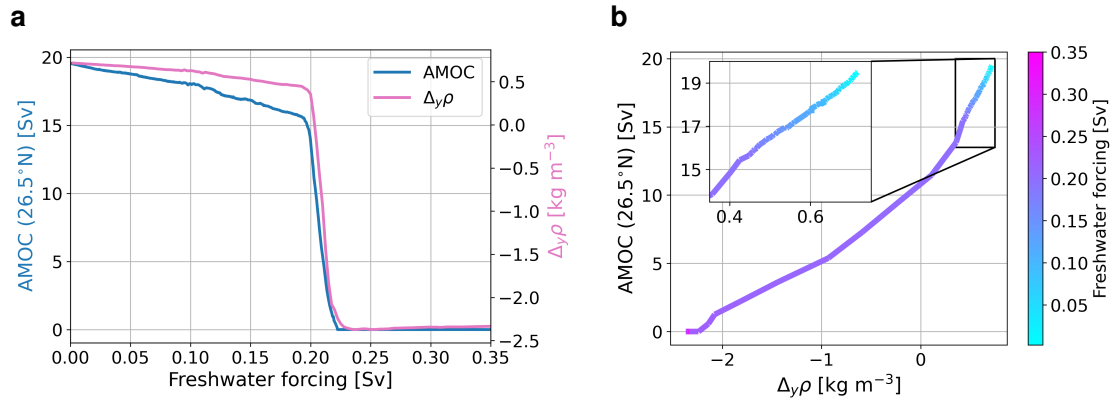 a
AMOC (26.5°N) [Sv]
20
15
10
5
0
AMOC
Δyρ
0.5
0.0
−0.5
−1.0
−1.5
−2.0
−2.5
Δyρ [kg m⁻³]
0.00 0.05 0.10 0.15 0.20 0.25 0.30 0.35
Freshwater forcing [Sv]
b
AMOC (26.5°N) [Sv]
20
15
10
5
0
19
17
15
0.4 0.6
−2 −1 0
Δyρ [kg m⁻³]
0.35
0.30
0.25
0.20
0.15
0.10
0.05
Freshwater forcing [Sv]